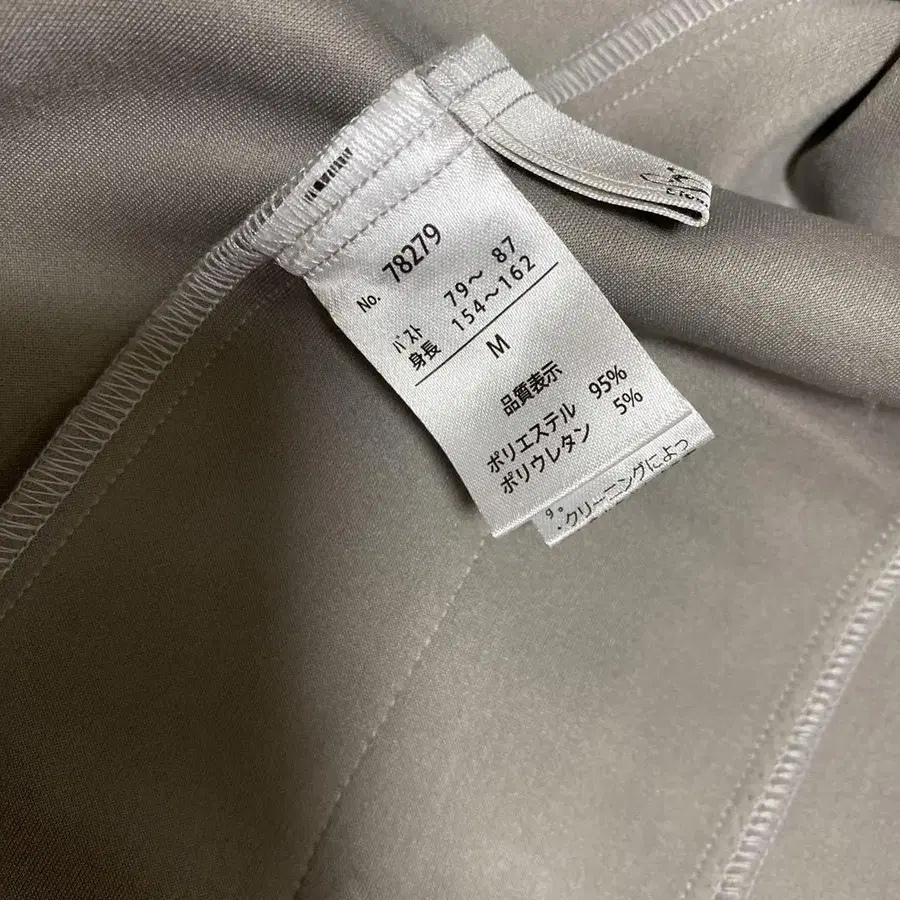 No. 78279
バスト 79～ 87
身長 154～162
M
品質表示
ポリエステル 95%
ポリウレタン 5%
クリーニングによっ